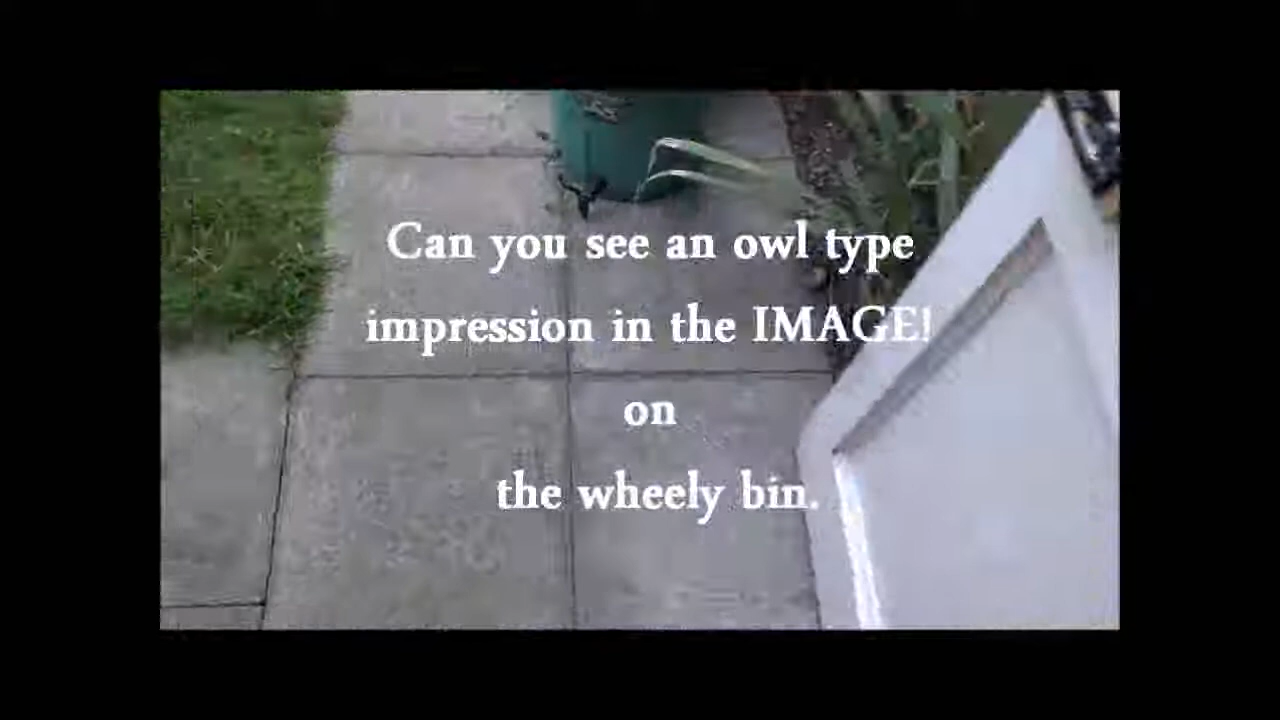 Can you see an owl type
impression in the IMAGE!
on
the wheely bin.